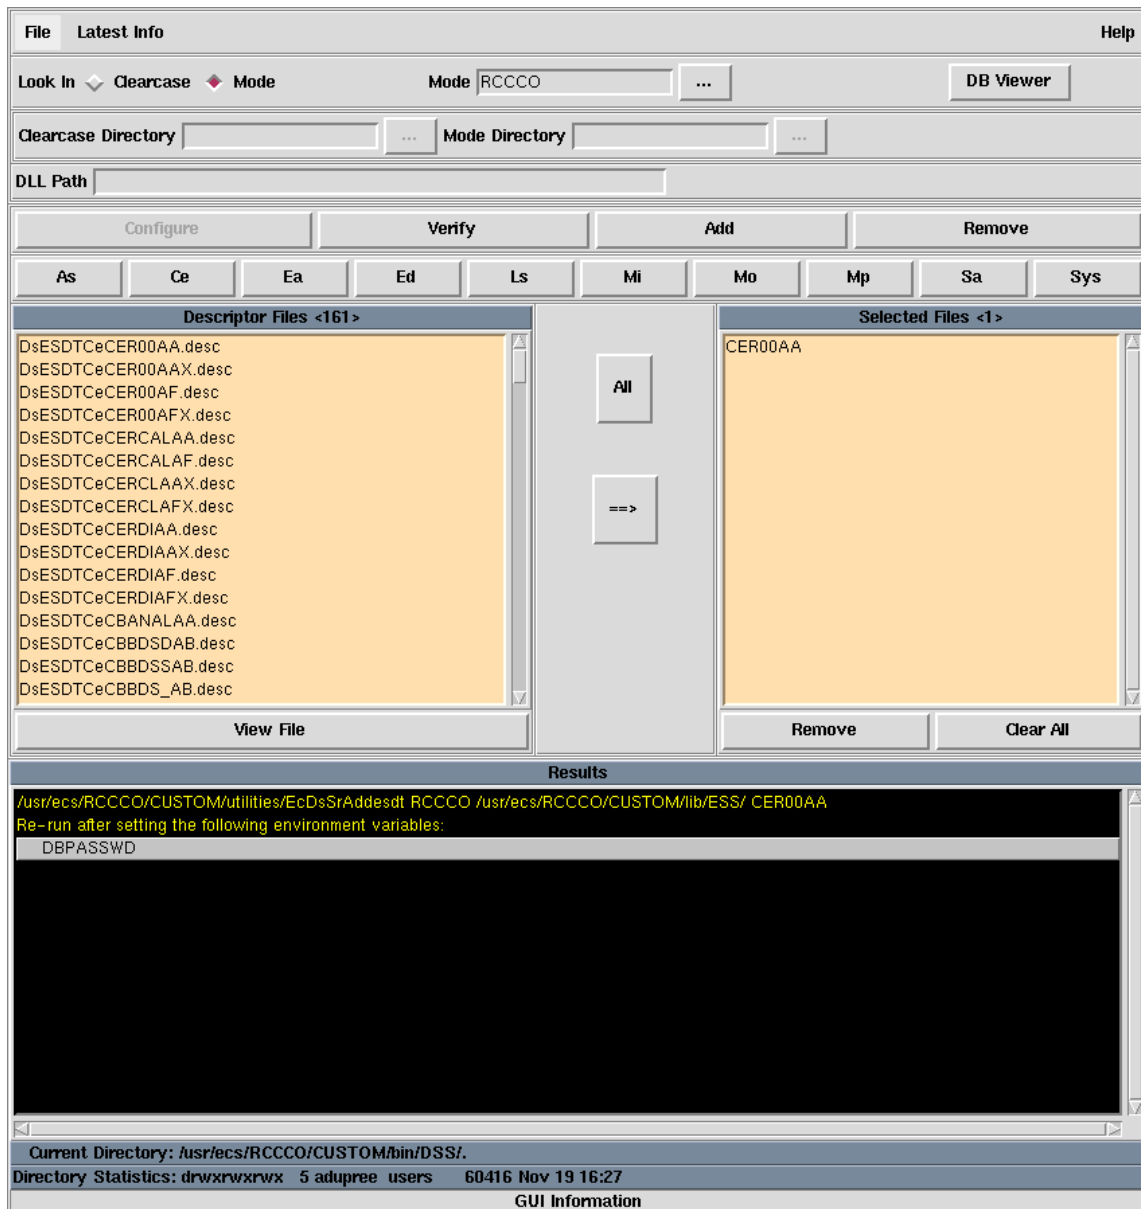 File Latest Info Help
Look In Clearcase Mode Mode RCCCO ... DB Viewer
Clearcase Directory ... Mode Directory ...
DLL Path
Configure Verify Add Remove
As Ce Ea Ed Ls Mi Mo Mp Sa Sys
Descriptor Files <161> Selected Files <1>
DsESDTCeCER00AA.desc CER00AA
DsESDTCeCER00AAX.desc
DsESDTCeCER00AF.desc All
DsESDTCeCER00AFX.desc
DsESDTCeCERCALAA.desc
DsESDTCeCERCALAF.desc
DsESDTCeCERCLAAX.desc
DsESDTCeCERCLAFX.desc ==>
DsESDTCeCERDIAA.desc
DsESDTCeCERDIAAX.desc
DsESDTCeCERDIAF.desc
DsESDTCeCERDIAFX.desc
DsESDTCeCBANALAA.desc
DsESDTCeCBBDSDAB.desc
DsESDTCeCBBDSSAB.desc
DsESDTCeCBBDS_AB.desc
View File Remove Clear All
Results
/usr/ecs/RCCCO/CUSTOM/utilities/EcDsSrAddesdt RCCCO /usr/ecs/RCCCO/CUSTOM/lib/ESS/ CER00AA
Re-run after setting the following environment variables:
DBPASSWD
Current Directory: /usr/ecs/RCCCO/CUSTOM/bin/DSS/.
Directory Statistics: drwxrwxrwx 5 adupree users 60416 Nov 19 16:27
GUI Information